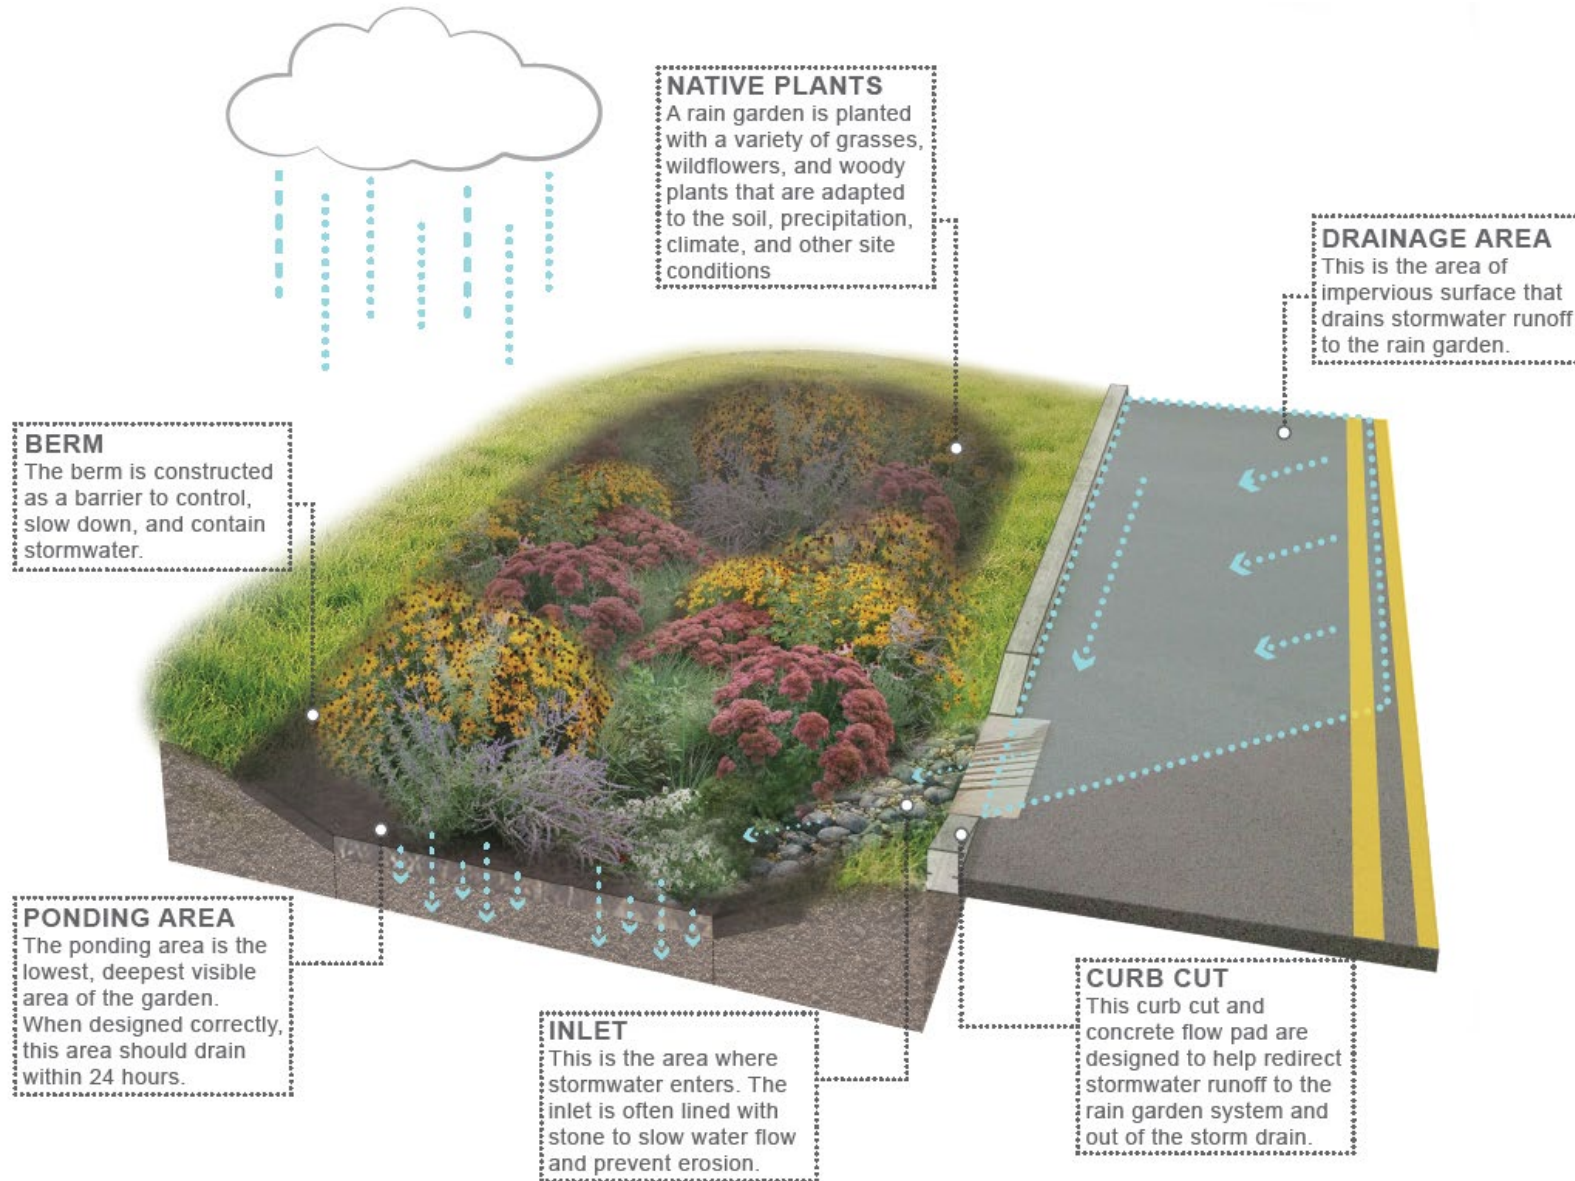 NATIVE PLANTS
A rain garden is planted
with a variety of grasses,
wildflowers, and woody
plants that are adapted
to the soil, precipitation,
climate, and other site
conditions
DRAINAGE AREA
This is the area of
impervious surface that
drains stormwater runoff
to the rain garden.
BERM
The berm is constructed
as a barrier to control,
slow down, and contain
stormwater.
PONDING AREA
The ponding area is the
lowest, deepest visible
area of the garden.
When designed correctly,
this area should drain
within 24 hours.
INLET
This is the area where
stormwater enters. The
inlet is often lined with
stone to slow water flow
and prevent erosion.
CURB CUT
This curb cut and
concrete flow pad are
designed to help redirect
stormwater runoff to the
rain garden system and
out of the storm drain.